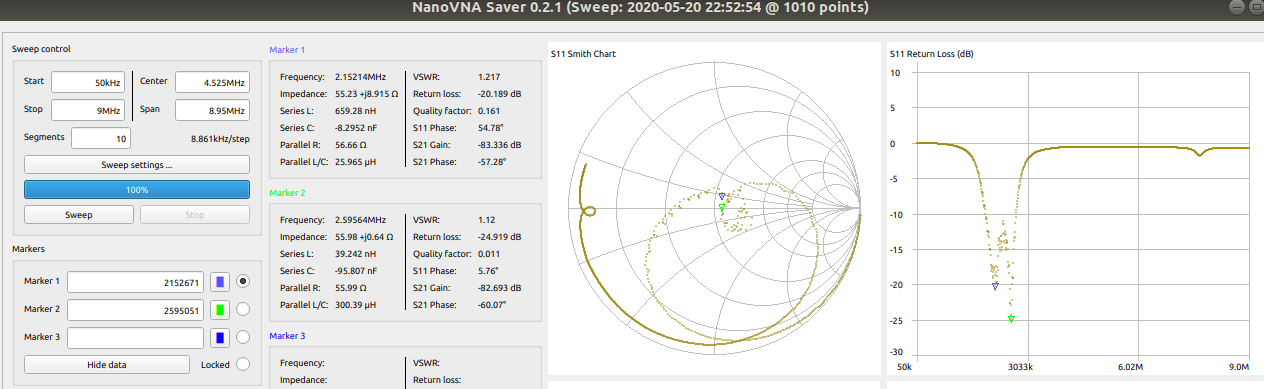 NanoVNA Saver 0.2.1 (Sweep: 2020-05-20 22:52:54 @ 1010 points)
Sweep control
Start 50kHz Center 4.525MHz
Stop 9MHz Span 8.95MHz
Segments 10 8.861kHz/step
Sweep settings ...
100%
Sweep Stop
Markers
Marker 1 2152671
Marker 2 2595051
Marker 3
Hide data Locked
Marker 1
Frequency: 2.15214MHz VSWR: 1.217
Impedance: 55.23 +j8.915 Ω Return loss: -20.189 dB
Series L: 659.28 nH Quality factor: 0.161
Series C: -8.2952 nF S11 Phase: 54.78°
Parallel R: 56.66 Ω S21 Gain: -83.336 dB
Parallel L/C: 25.965 µH S21 Phase: -57.28°
Marker 2
Frequency: 2.59564MHz VSWR: 1.12
Impedance: 55.98 +j0.64 Ω Return loss: -24.919 dB
Series L: 39.242 nH Quality factor: 0.011
Series C: -95.807 nF S11 Phase: 5.76°
Parallel R: 55.99 Ω S21 Gain: -82.693 dB
Parallel L/C: 300.39 µH S21 Phase: -60.07°
Marker 3
Frequency: VSWR:
Impedance: Return loss:
S11 Smith Chart
S11 Return Loss (dB)
10
0
-5
-10
-15
-20
-25
-30
50k 3033k 6.02M 9.0M